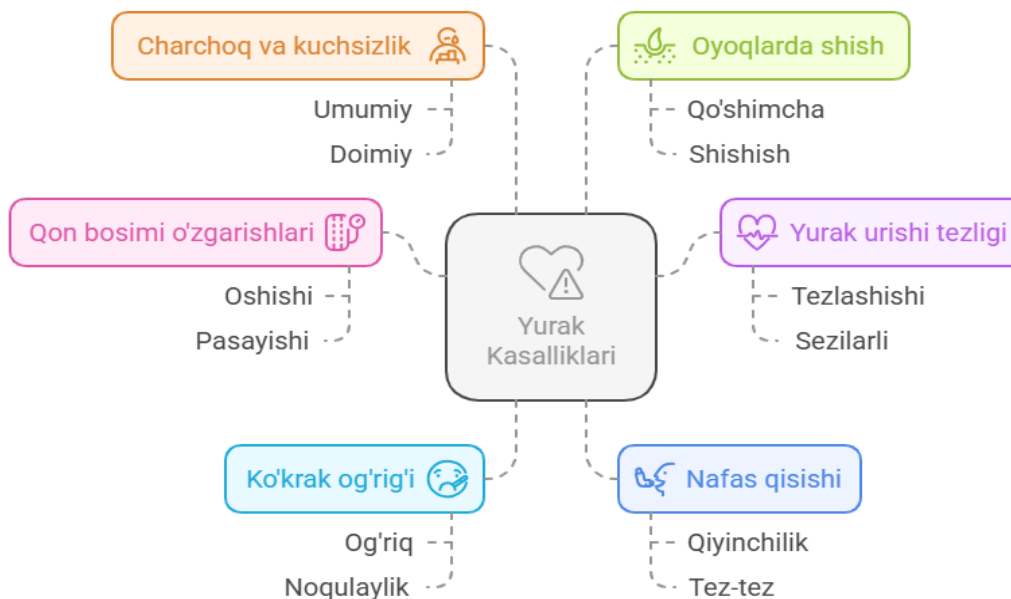 Charchoq va kuchsizlik
Umumiy
Doimiy
Oyoqlarda shish
Qo'shimcha
Shishish
Qon bosimi o'zgarishlari
Oshishi
Pasayishi
Yurak
Kasalliklari
Yurak urishi tezligi
Tezlashishi
Sezilarli
Ko'krak og'rig'i
Og'riq
Noqulaylik
Nafas qisishi
Qiyinchilik
Tez-tez